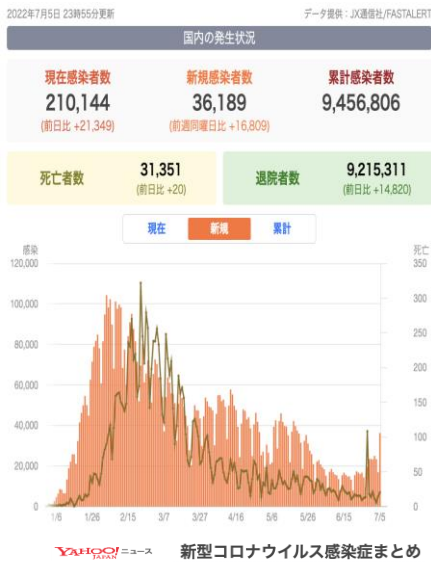 2022年7月5日 23時55分更新
データ提供：JX通信社/FASTALERT
国内の発生状況
現在感染者数
新規感染者数
累計感染者数
210,144
36,189
9,456,806
(前日比 +21,349)
(前週同曜日比 +16,809)
死亡者数
31,351
(前日比 +20)
退院者数
9,215,311
(前日比 +14,820)
現在
新規
累計
感染
死亡
120,000
350
100,000
300
80,000
250
60,000
200
150
40,000
100
20,000
50
0
0
1/6
1/26
2/15
3/7
3/27
4/16
5/6
5/26
6/15
7/5
YAHOO! JAPAN ニュース
新型コロナウイルス感染症まとめ